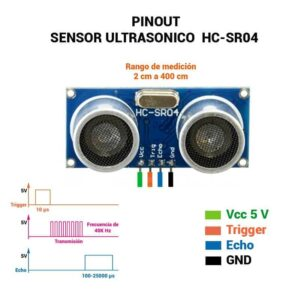 PINOUT
SENSOR ULTRASONICO HC-SR04
Rango de medición
2 cm a 400 cm
HC-SR04
Vcc
Trig
Echo
Gnd
5V
Trigger
10 µs
Frecuencia de
40K Hz
5V
Transmisión
5V
Echo
100-25000 µs
Vcc 5 V
Trigger
Echo
GND